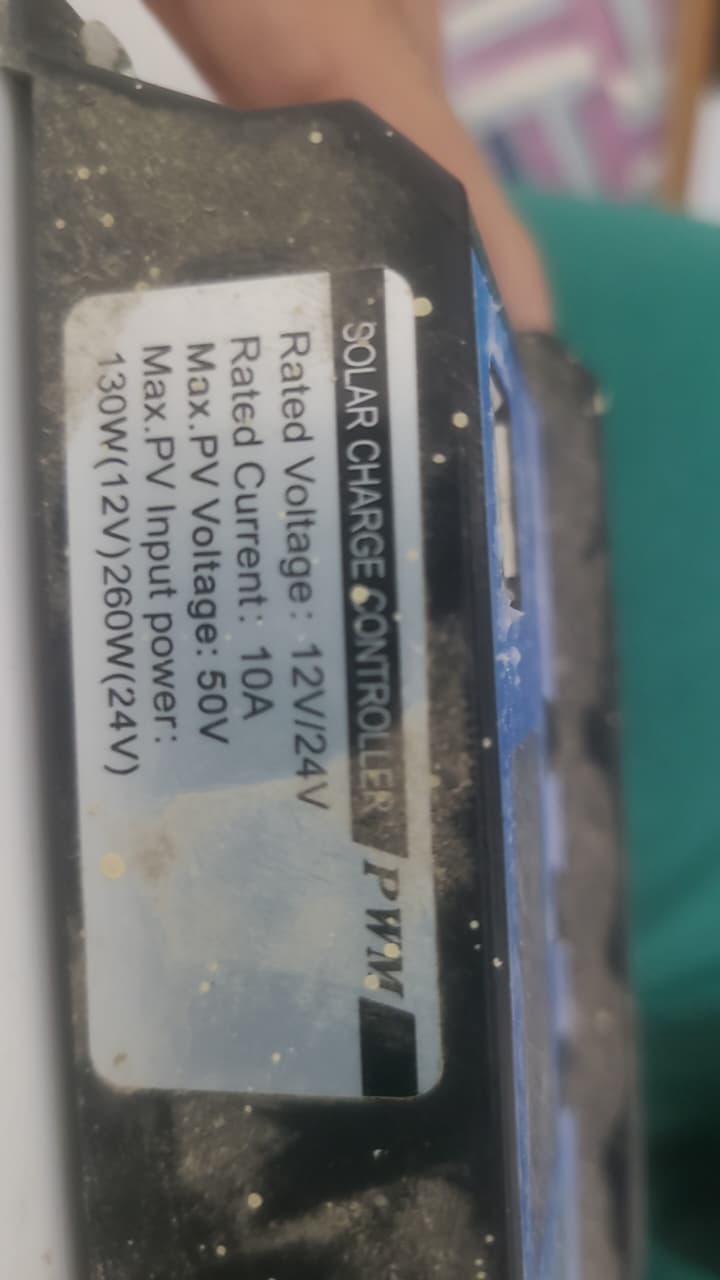 SOLAR CHARGE CONTROLLER PWM
Rated Voltage: 12V/24V
Rated Current: 10A
Max.PV Voltage: 50V
Max.PV Input power:
130W(12V)260W(24V)